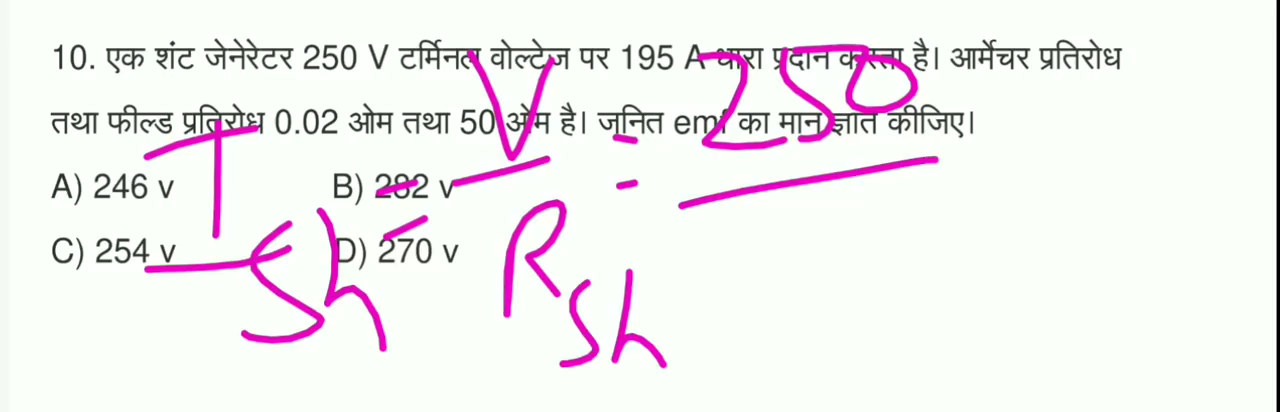 10. एक शंट जेनेरेटर 250 V टर्मिनल वोल्टेज पर 195 A धारा प्रदान करता है। आर्मेचर प्रतिरोध
तथा फील्ड प्रतिरोध 0.02 ओम तथा 50 ओम है। जनित emf का मान ज्ञात कीजिए।
A) 246 v B) 282 v
C) 254 v D) 270 v
I sh = V / R sh = 250